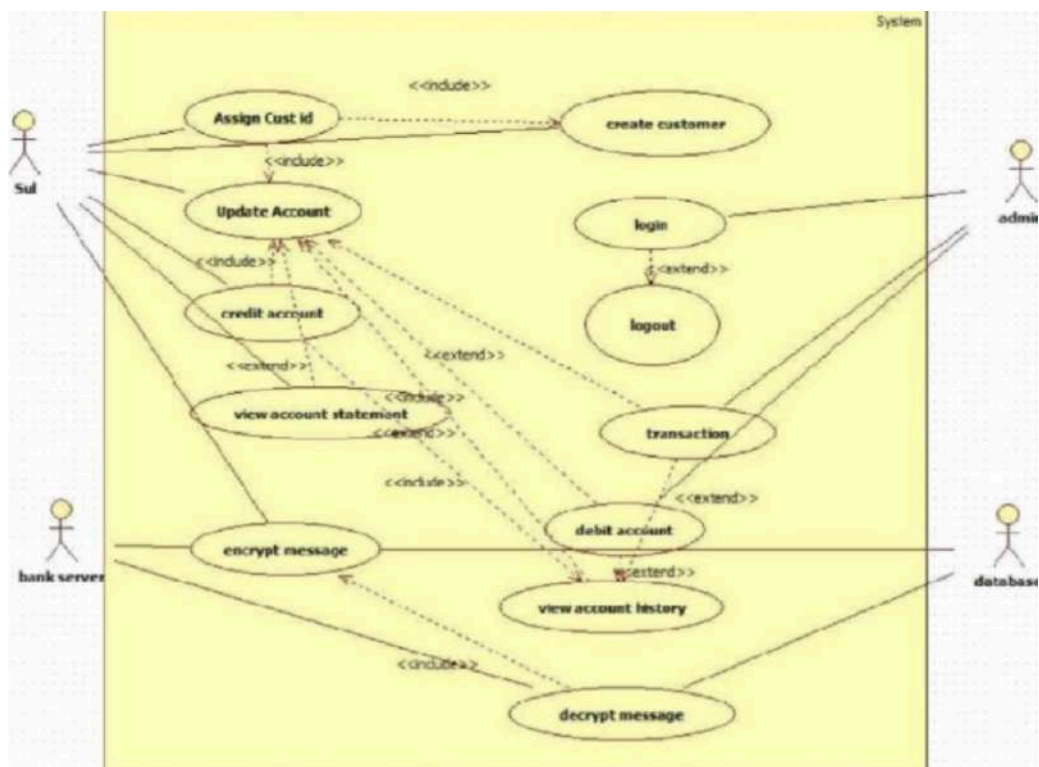 System
<<include>>
Assign Cust id
create customer
<<include>>
Sul
Update Account
login
admin
<<include>>
<<extend>>
credit account
logout
<<extend>>
<<extend>>
view account statement
<<include>>
<<extend>>
transaction
<<include>>
<<extend>>
debit account
encrypt message
bank server
<<extend>>
database
view account history
<<include>>
decrypt message